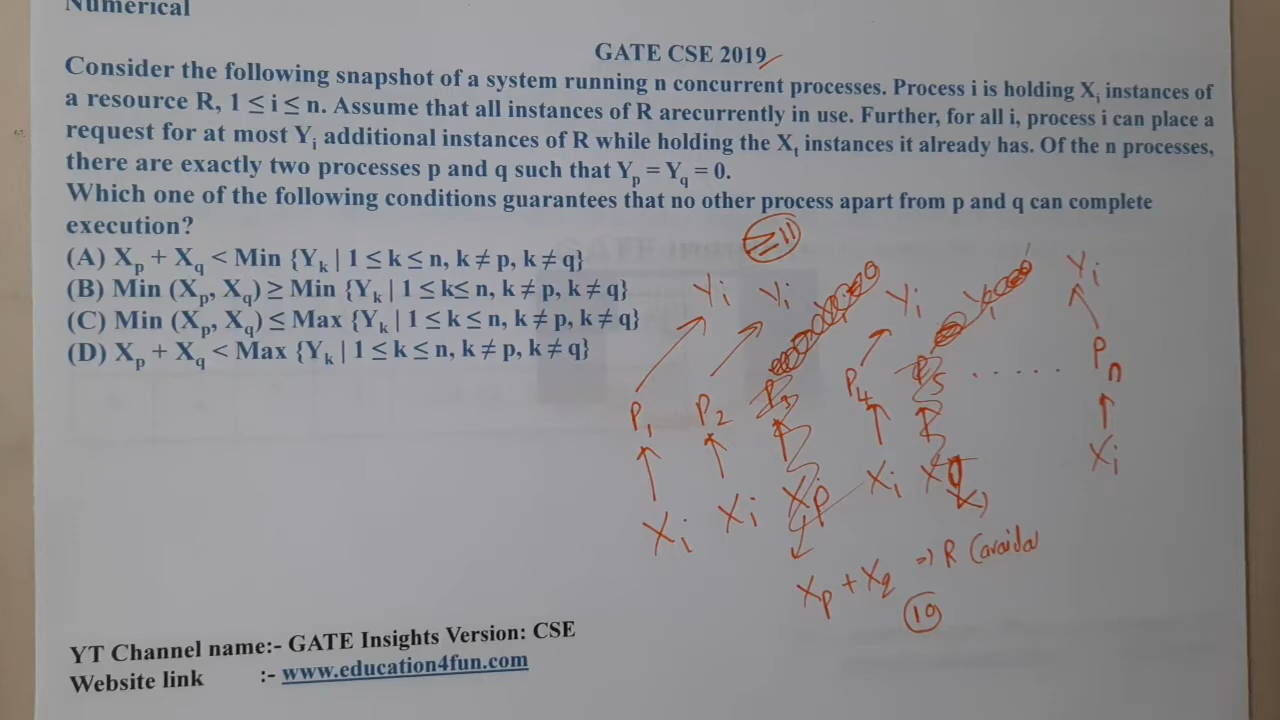 Numerical
GATE CSE 2019
Consider the following snapshot of a system running n concurrent processes. Process i is holding Xi instances of
a resource R, 1 ≤ i ≤ n. Assume that all instances of R arecurrently in use. Further, for all i, process i can place a
request for at most Yi additional instances of R while holding the Xi instances it already has. Of the n processes,
there are exactly two processes p and q such that Yp = Yq = 0.
Which one of the following conditions guarantees that no other process apart from p and q can complete
execution?
(A) Xp + Xq < Min {Yk | 1 ≤ k ≤ n, k ≠ p, k ≠ q}
(B) Min (Xp, Xq) ≥ Min {Yk | 1 ≤ k≤ n, k ≠ p, k ≠ q}
(C) Min (Xp, Xq) ≤ Max {Yk | 1 ≤ k ≤ n, k ≠ p, k ≠ q}
(D) Xp + Xq < Max {Yk | 1 ≤ k ≤ n, k ≠ p, k ≠ q}
≥ 11
Yi Yi Yi Yi Yi
P1 P2 P3 P4 P5 ..... Pn
Xi Xi Xp Xi Xi
Xp + Xq ⇒ R
10
YT Channel name:- GATE Insights Version: CSE
Website link :- www.education4fun.com